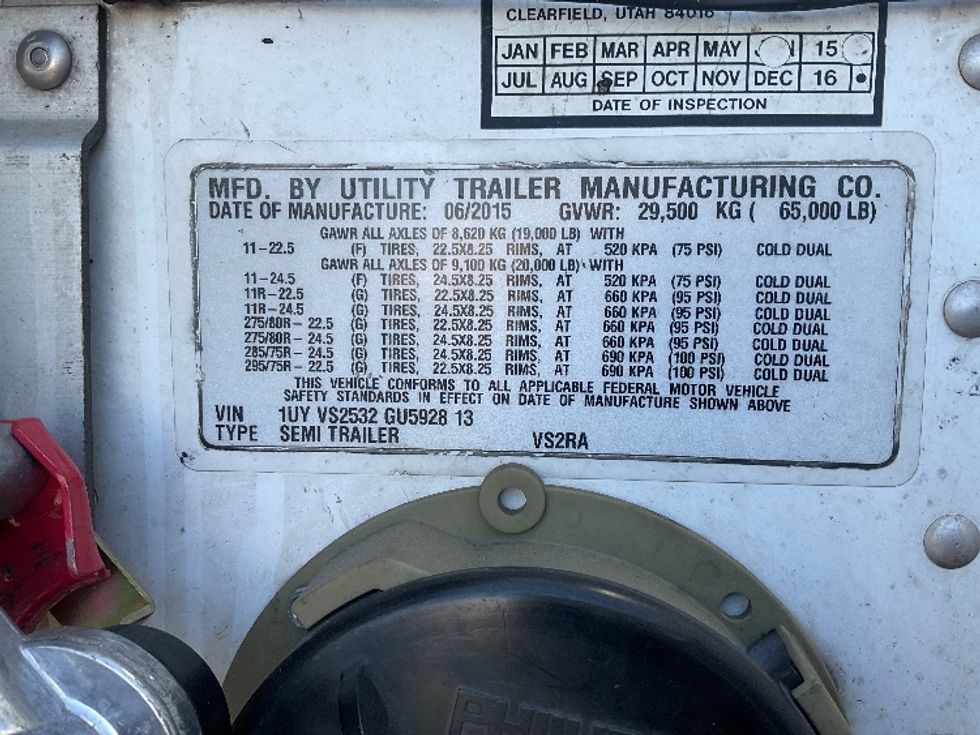 CLEARFIELD, UTAH 84016
JAN FEB MAR APR MAY 15
JUL AUG SEP OCT NOV DEC 16
DATE OF INSPECTION
MFD. BY UTILITY TRAILER MANUFACTURING CO.
DATE OF MANUFACTURE: 06/2015 GVWR: 29,500 KG ( 65,000 LB)
GAWR ALL AXLES OF 8,620 KG (19,000 LB) WITH
11-22.5 (F) TIRES, 22.5X8.25 RIMS, AT 520 KPA (75 PSI) COLD DUAL
GAWR ALL AXLES OF 9,100 KG (20,000 LB) WITH
11-24.5 (F) TIRES, 24.5X8.25 RIMS, AT 520 KPA (75 PSI) COLD DUAL
11R-22.5 (G) TIRES, 22.5X8.25 RIMS, AT 660 KPA (95 PSI) COLD DUAL
11R-24.5 (G) TIRES, 24.5X8.25 RIMS, AT 660 KPA (95 PSI) COLD DUAL
275/80R-22.5 (G) TIRES, 22.5X8.25 RIMS, AT 660 KPA (95 PSI) COLD DUAL
275/80R-24.5 (G) TIRES, 24.5X8.25 RIMS, AT 660 KPA (95 PSI) COLD DUAL
285/75R-24.5 (G) TIRES, 24.5X8.25 RIMS, AT 690 KPA (100 PSI) COLD DUAL
295/75R-22.5 (G) TIRES, 22.5X8.25 RIMS, AT 690 KPA (100 PSI) COLD DUAL
THIS VEHICLE CONFORMS TO ALL APPLICABLE FEDERAL MOTOR VEHICLE
SAFETY STANDARDS IN EFFECT ON DATE OF MANUFACTURE SHOWN ABOVE
VIN 1UY VS2532 GU5928 13
TYPE SEMI TRAILER VS2RA